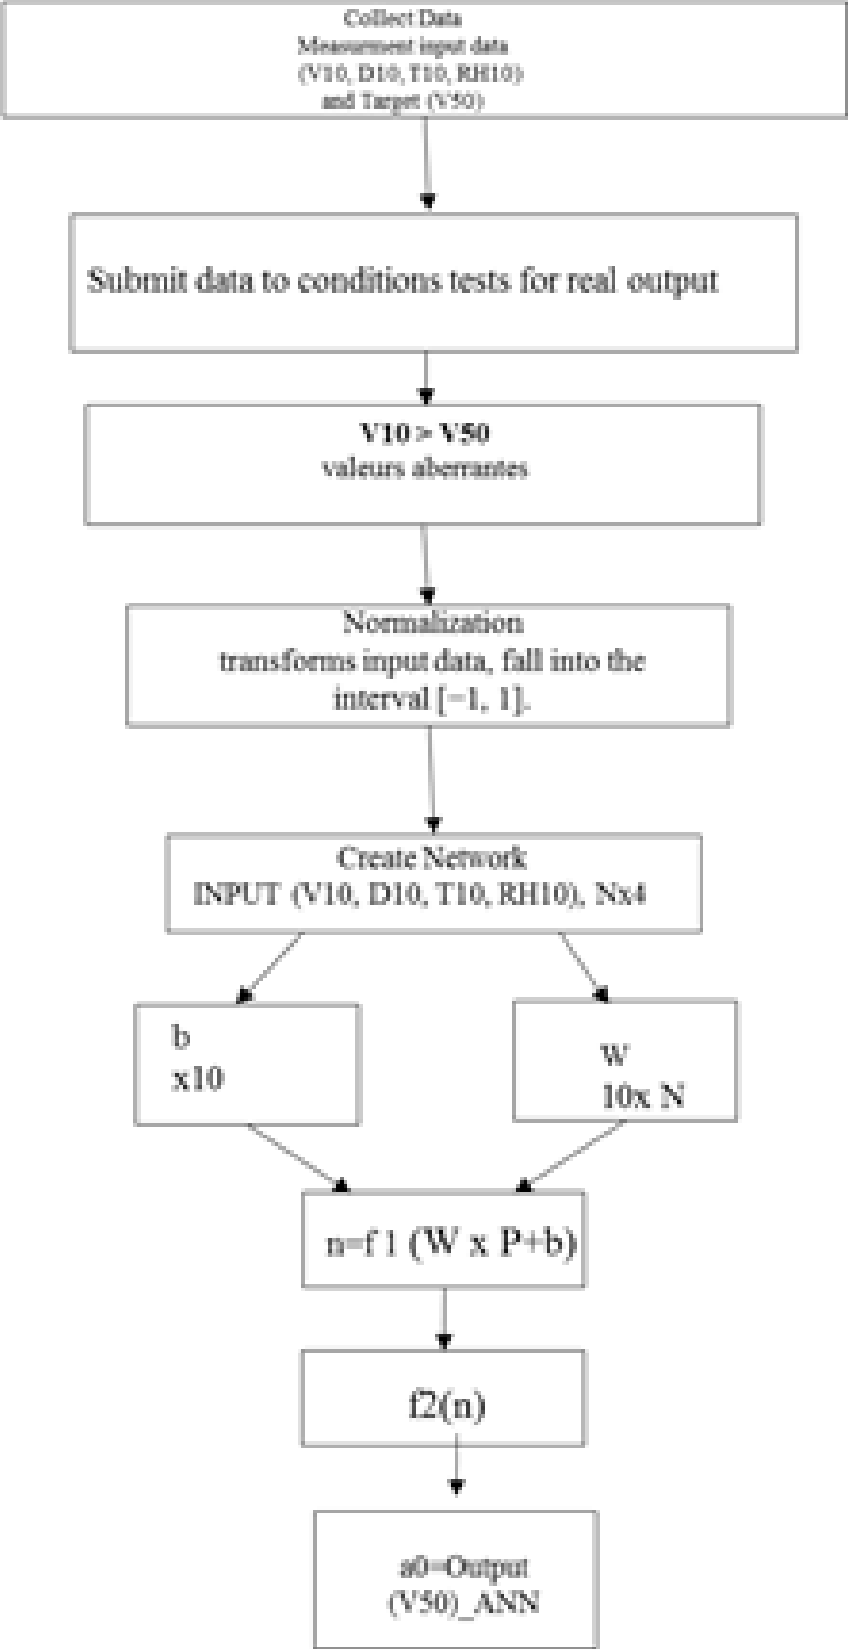 Collect Data
Measurment input data
(V10, D10, T10, RH10)
and Target (V50)
Submit data to conditions tests for real output
V10 > V50
valeurs aberrantes
Normalization
transforms input data, fall into the
interval [−1, 1].
Create Network
INPUT (V10, D10, T10, RH10), Nx4
b
x10
W
10x N
n=f 1 (W x P+b)
f2(n)
a0=Output
(V50)_ANN